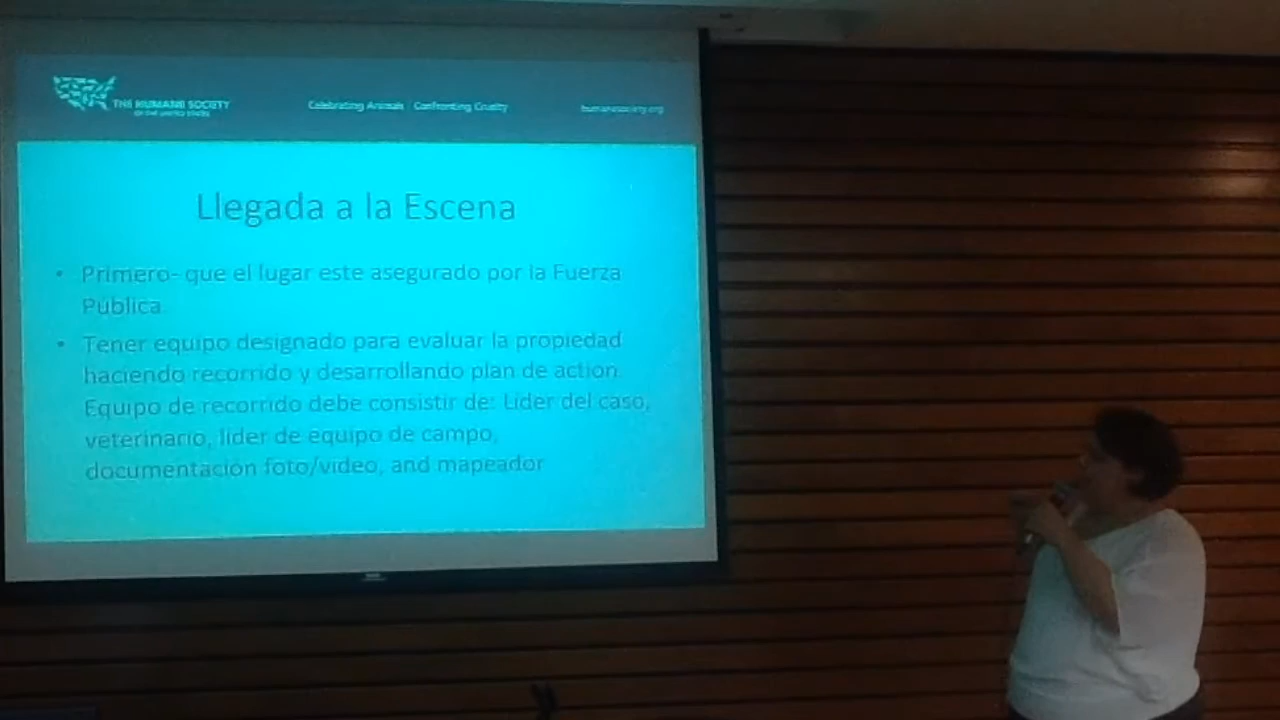 THE HUMANE SOCIETY
OF THE UNITED STATES
Celebrating Animals | Confronting Cruelty
humanesociety.org
Llegada a la Escena
• Primero- que el lugar este asegurado por la Fuerza
Pública.
• Tener equipo designado para evaluar la propiedad
haciendo recorrido y desarrollando plan de action.
Equipo de recorrido debe consistir de: Lider del caso,
veterinario, lider de equipo de campo,
documentación foto/video, and mapeador